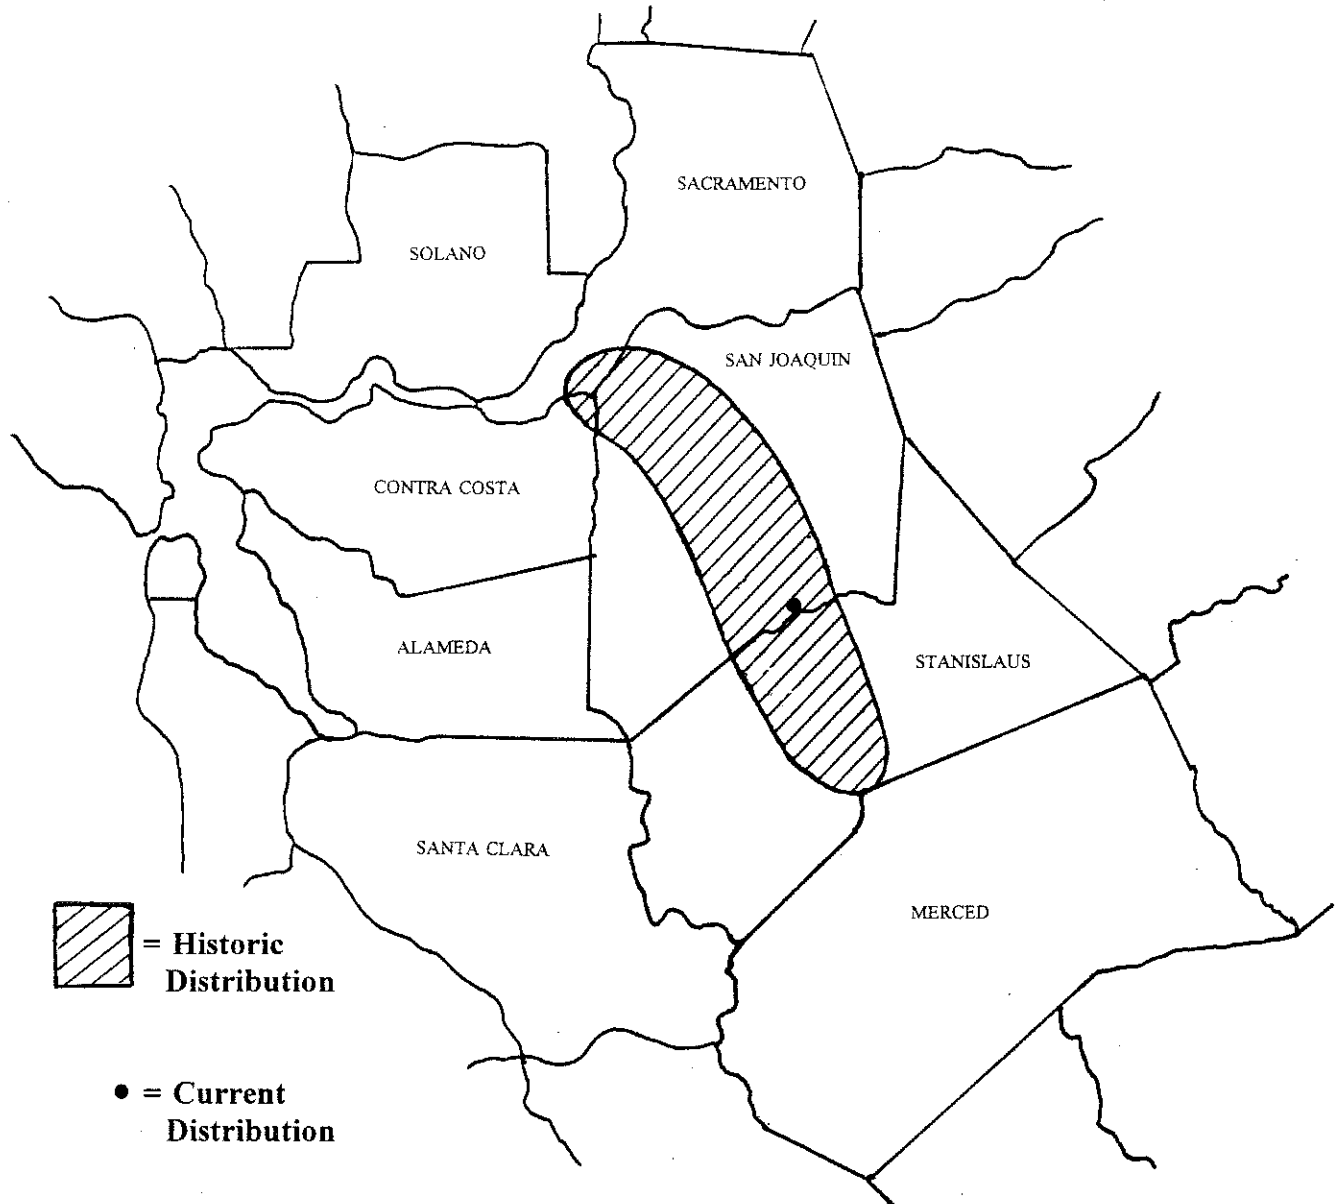 SACRAMENTO
SOLANO
SAN JOAQUIN
CONTRA COSTA
ALAMEDA
STANISLAUS
SANTA CLARA
MERCED
= Historic
Distribution
= Current
Distribution